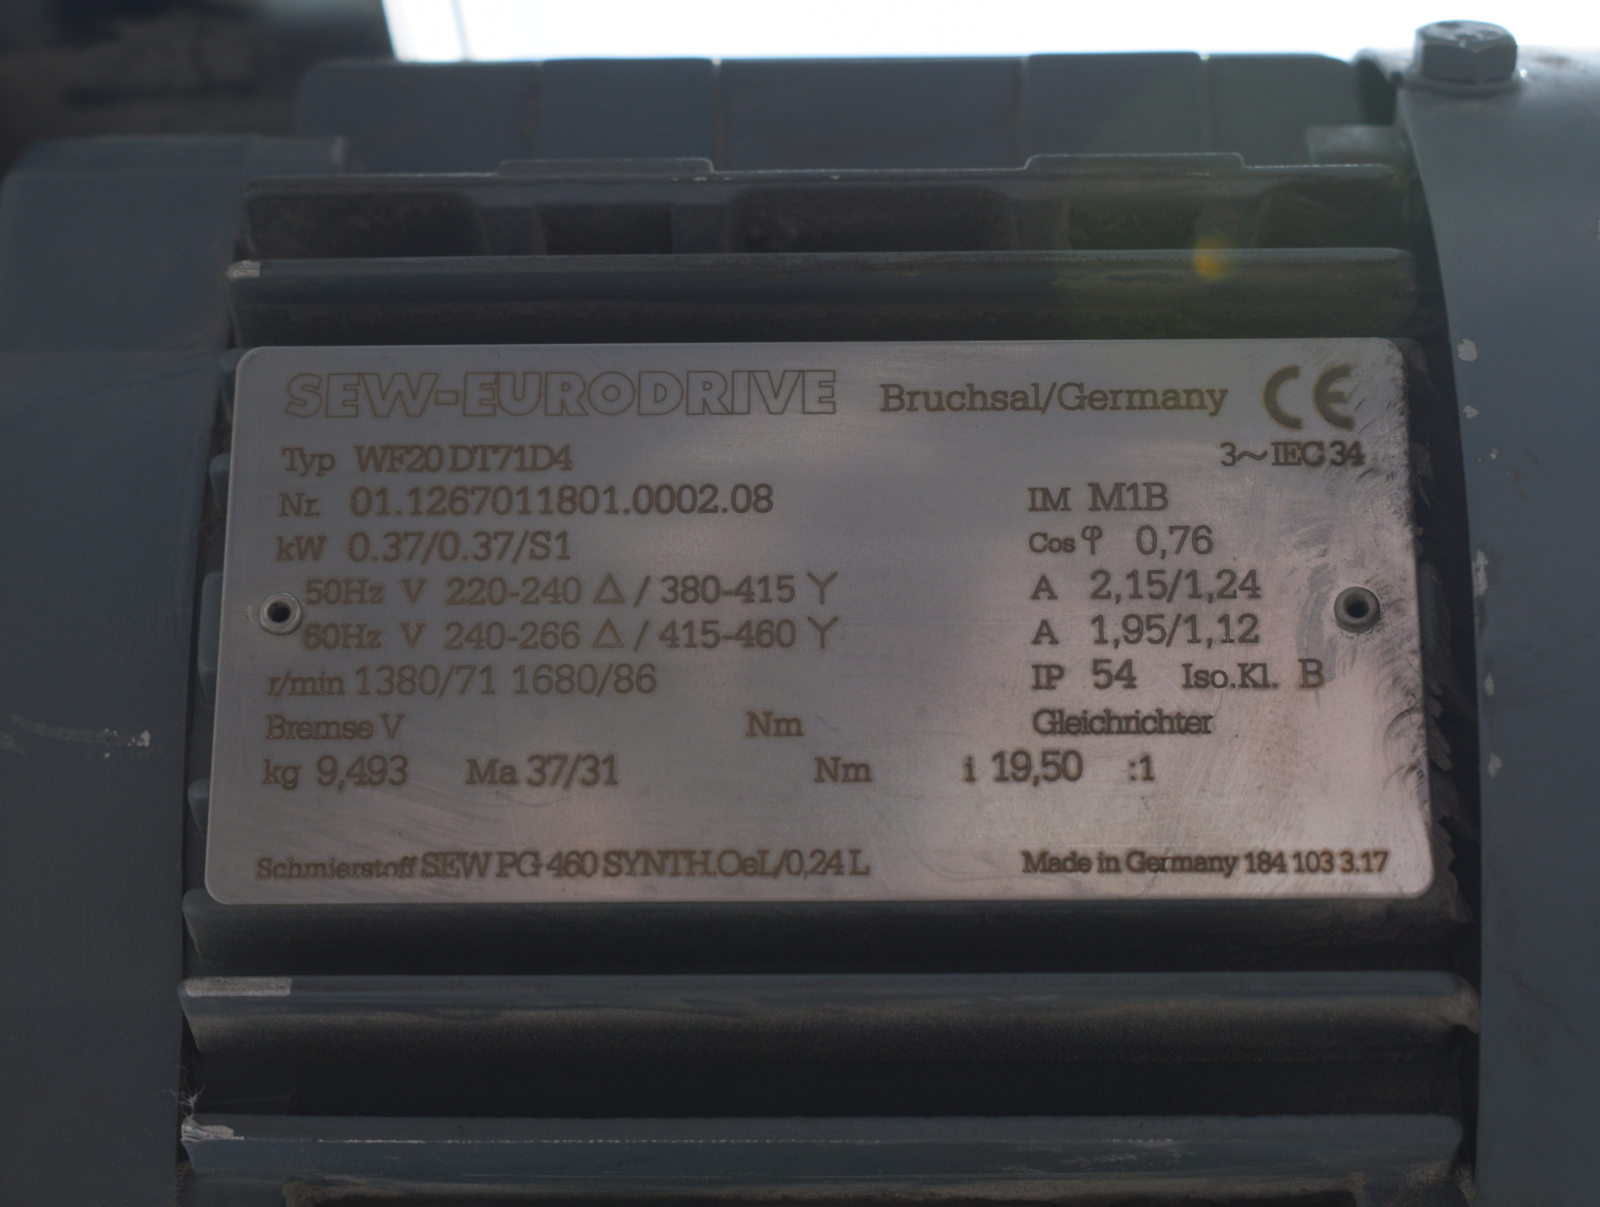 SEW-EURODRIVE Bruchsal/Germany CE
Typ WF20 DT71D4 3~IEC 34
Nr. 01.1267011801.0002.08 IM M1B
kW 0.37/0.37/S1 Cos φ 0,76
50Hz V 220-240 △ / 380-415 Y A 2,15/1,24
60Hz V 240-266 △ / 415-460 Y A 1,95/1,12
r/min 1380/71 1680/86 IP 54 Iso.Kl. B
Bremse V Nm Gleichrichter
kg 9,493 Ma 37/31 Nm i 19,50 :1
Schmierstoff SEW PG 460 SYNTH.OeL/0,24 L Made in Germany 184 103 3.17